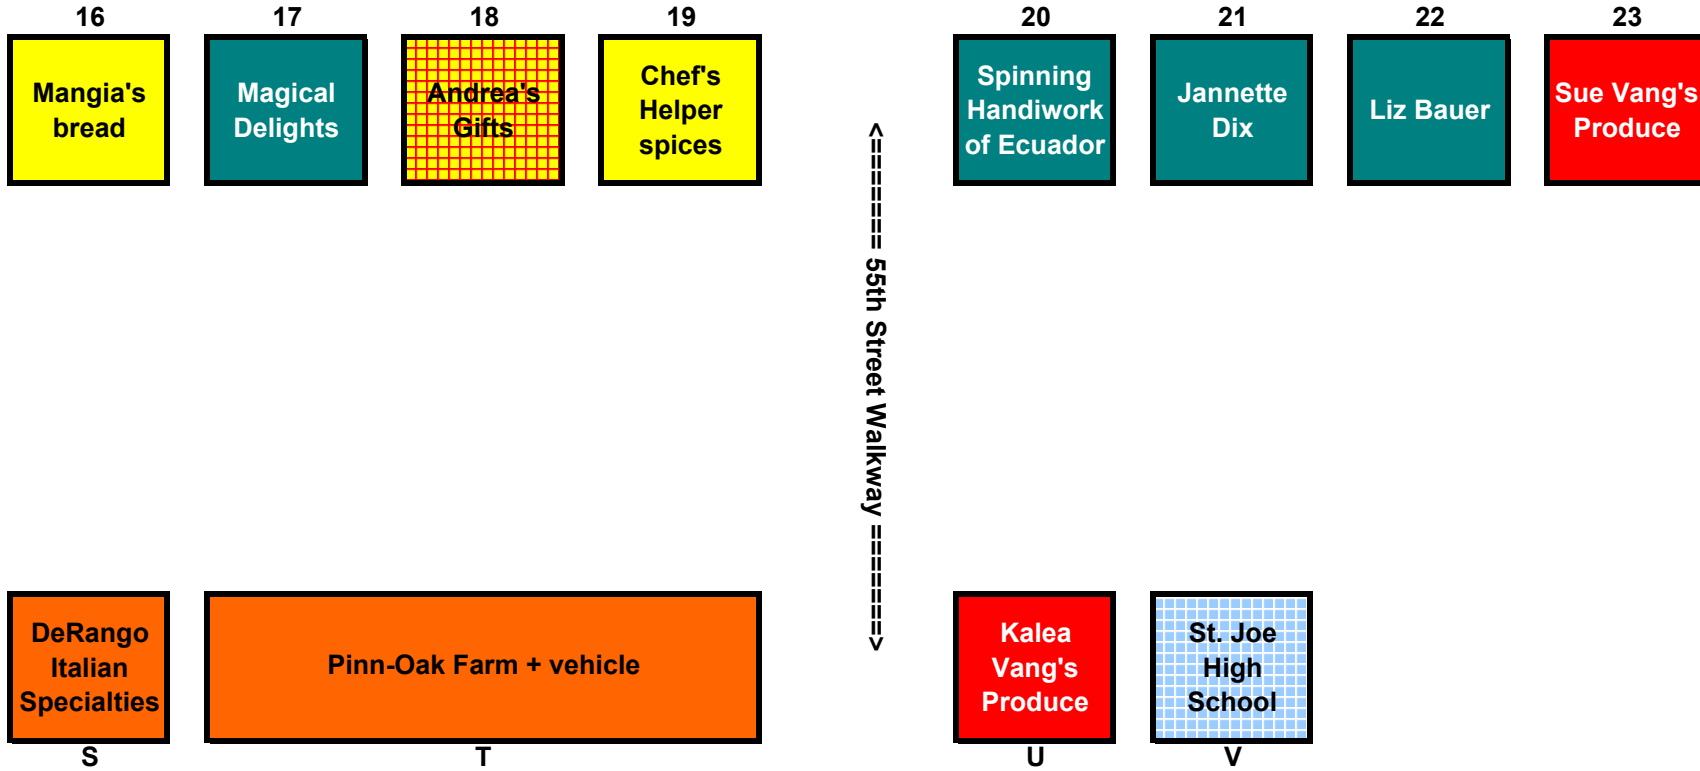 16 17 18 19 20 21 22 23
Mangia's
bread
Magical
Delights
Andrea's
Gifts
Chef's
Helper
spices
Spinning
Handiwork
of Ecuador
Jannette
Dix
Liz Bauer
Sue Vang's
Produce
<======= 55th Street Walkway =======>
DeRango
Italian
Specialties
Pinn-Oak Farm + vehicle
Kalea
Vang's
Produce
St. Joe
High
School
S T U V